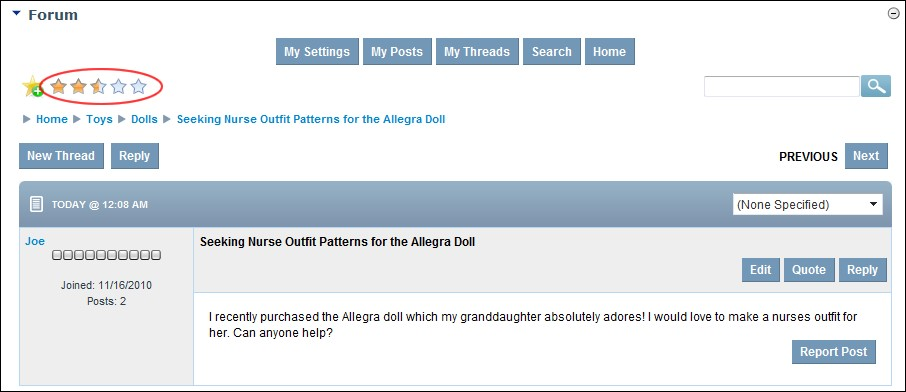 Forum
My Settings My Posts My Threads Search Home
Home Toys Dolls Seeking Nurse Outfit Patterns for the Allegra Doll
New Thread Reply PREVIOUS Next
TODAY @ 12:08 AM (None Specified)
Joe Seeking Nurse Outfit Patterns for the Allegra Doll
Edit Quote Reply
Joined: 11/16/2010
Posts: 2
I recently purchased the Allegra doll which my granddaughter absolutely adores! I would love to make a nurses outfit for
her. Can anyone help?
Report Post